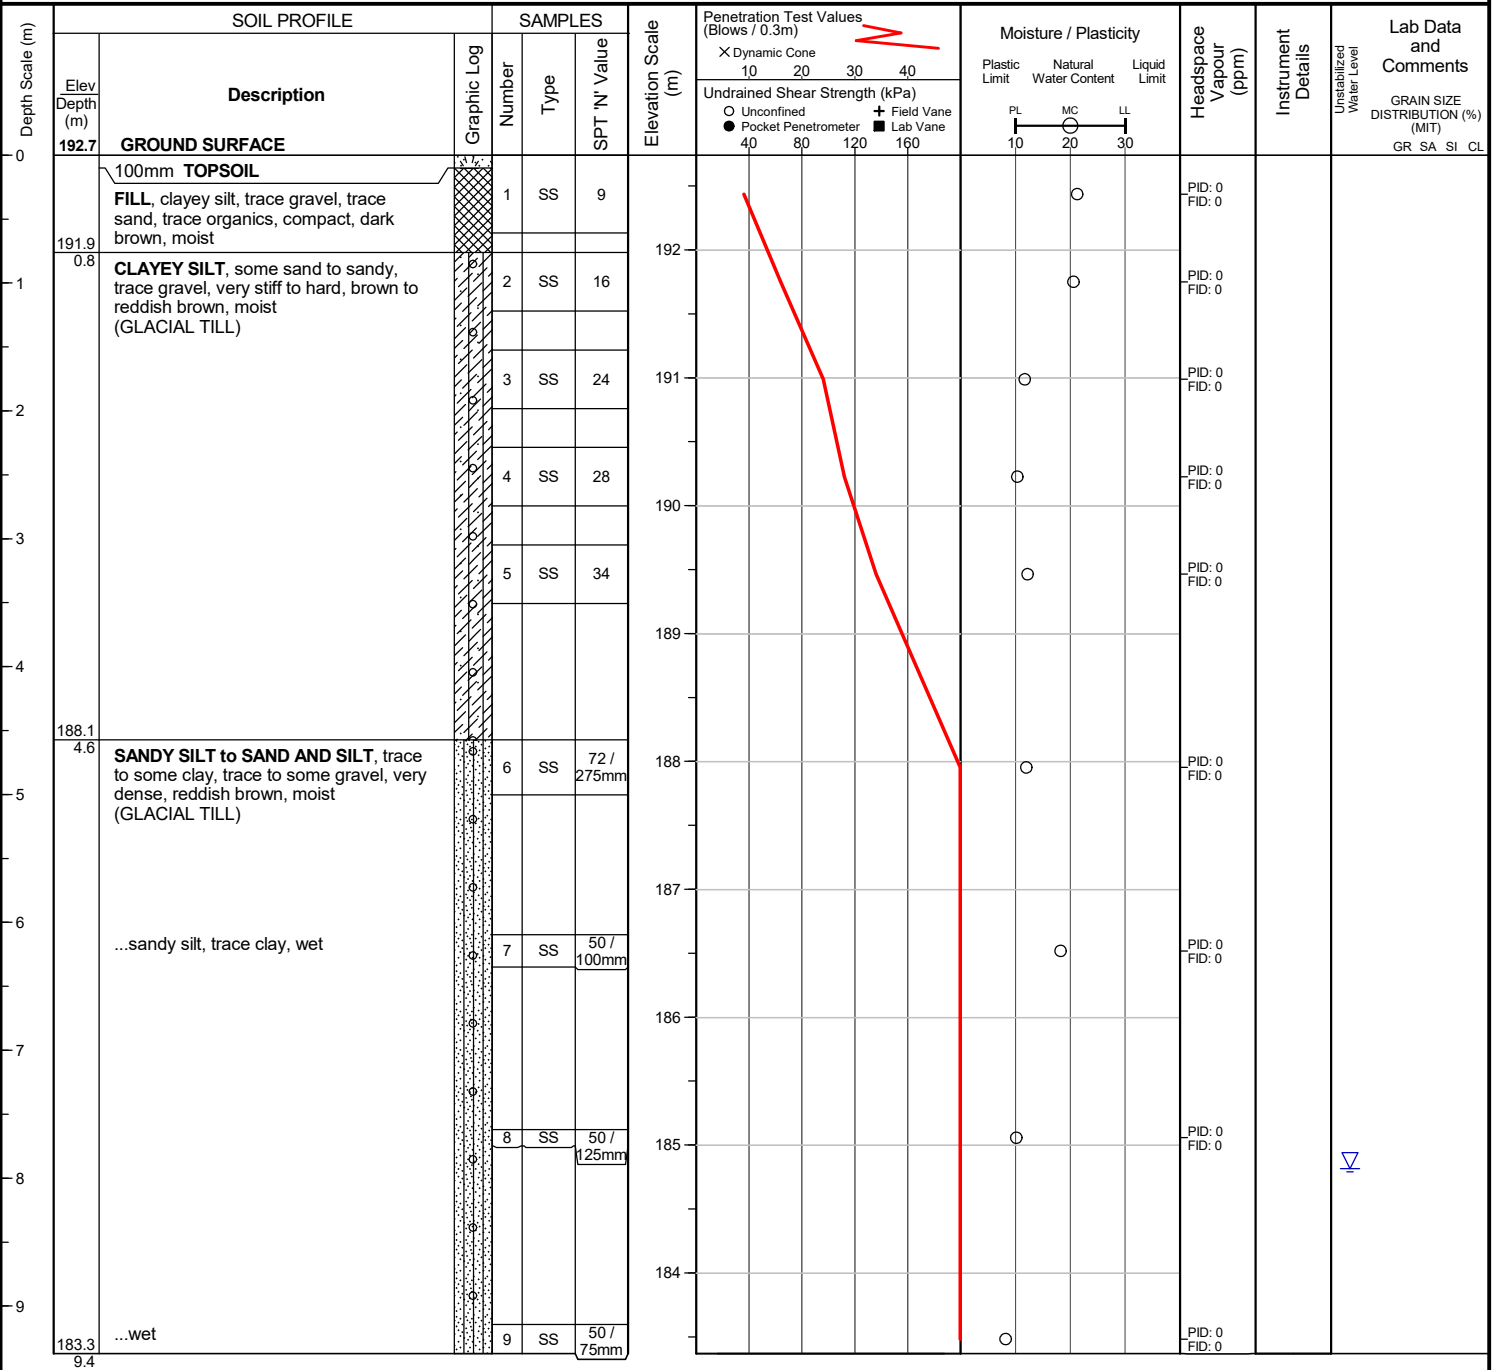 Depth Scale (m)
SOIL PROFILE
Elev
Depth
(m)
Description
Graphic Log
192.7 GROUND SURFACE
SAMPLES
Number
Type
SPT 'N' Value
Elevation Scale
(m)
Penetration Test Values
(Blows / 0.3m)
× Dynamic Cone
10 20 30 40
Undrained Shear Strength (kPa)
Unconfined
Field Vane
Pocket Penetrometer
Lab Vane
40 80 120 160
Moisture / Plasticity
Plastic
Limit
Natural
Water Content
Liquid
Limit
PL MC LL
10 20 30
Headspace
Vapour
(ppm)
Instrument
Details
Unstabilized
Water Level
Lab Data
and
Comments
GRAIN SIZE
DISTRIBUTION (%)
(MIT)
GR SA SI CL
0
100mm TOPSOIL
FILL, clayey silt, trace gravel, trace
sand, trace organics, compact, dark
brown, moist
1 SS 9
PID: 0
FID: 0
191.9
0.8
192
CLAYEY SILT, some sand to sandy,
trace gravel, very stiff to hard, brown to
reddish brown, moist
(GLACIAL TILL)
1
2 SS 16
PID: 0
FID: 0
3 SS 24
191
PID: 0
FID: 0
2
4 SS 28
PID: 0
FID: 0
190
3
5 SS 34
PID: 0
FID: 0
189
4
188.1
4.6
SANDY SILT to SAND AND SILT, trace
to some clay, trace to some gravel, very
dense, reddish brown, moist
(GLACIAL TILL)
6 SS 72 /
275mm
188
PID: 0
FID: 0
5
187
6
...sandy silt, trace clay, wet
7 SS 50 /
100mm
PID: 0
FID: 0
186
7
8 SS 50 /
125mm
185
PID: 0
FID: 0
8
184
9
...wet
9 SS 50 /
75mm
PID: 0
FID: 0
183.3
9.4